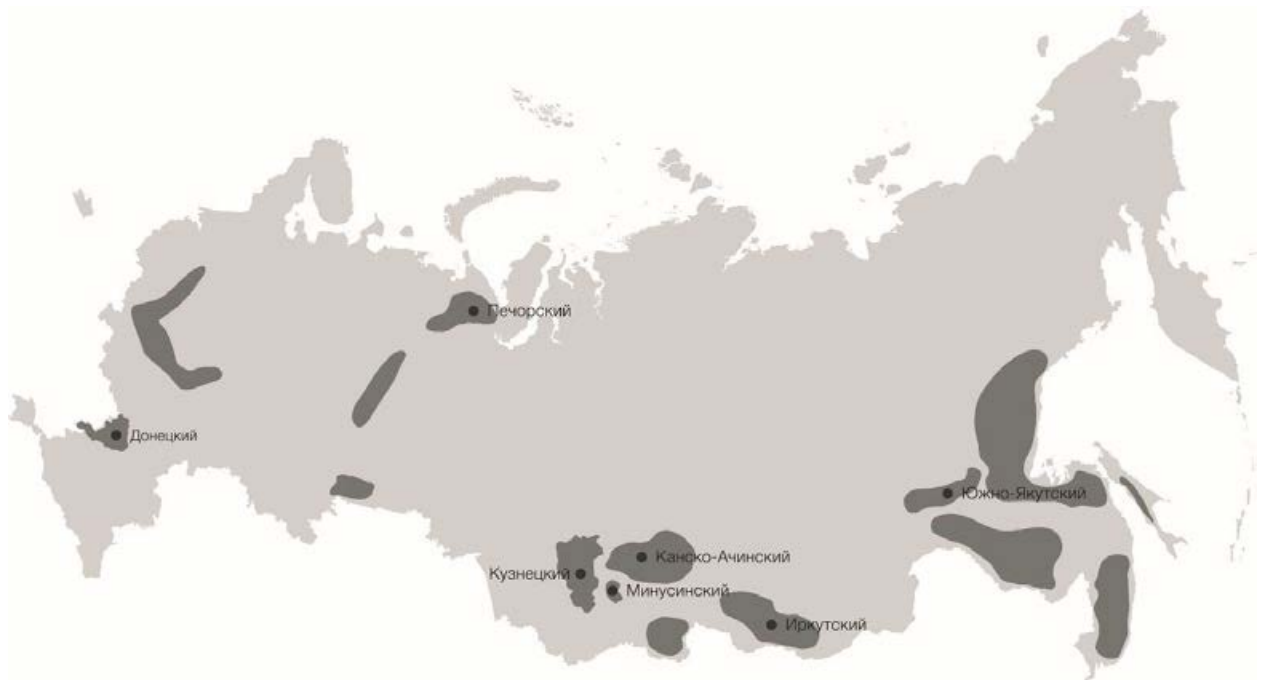 Печорский
Донецкий
Южно-Якутский
Канско-Ачинский
Кузнецкий
Минусинский
Иркутский